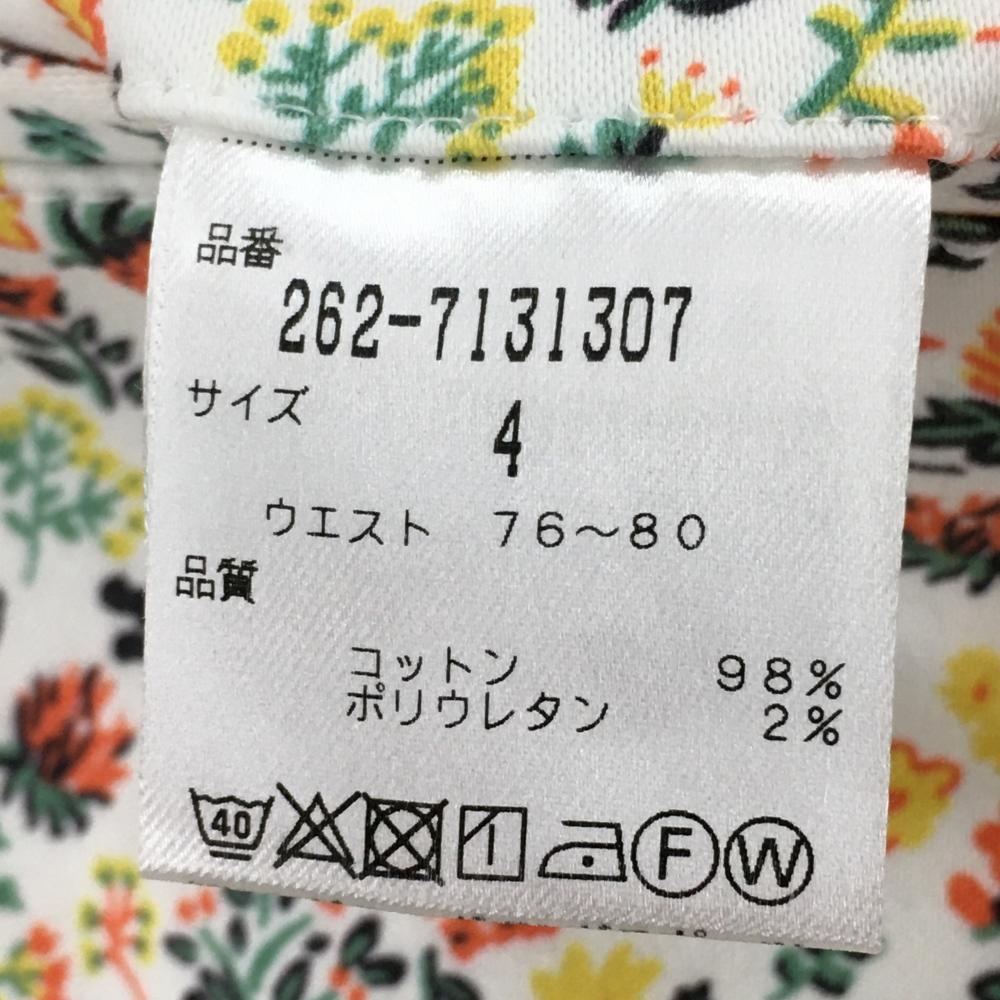 品番
262-7131307
サイズ
4
ウエスト 76～80
品質
コットン 98%
ポリウレタン 2%
40 F W